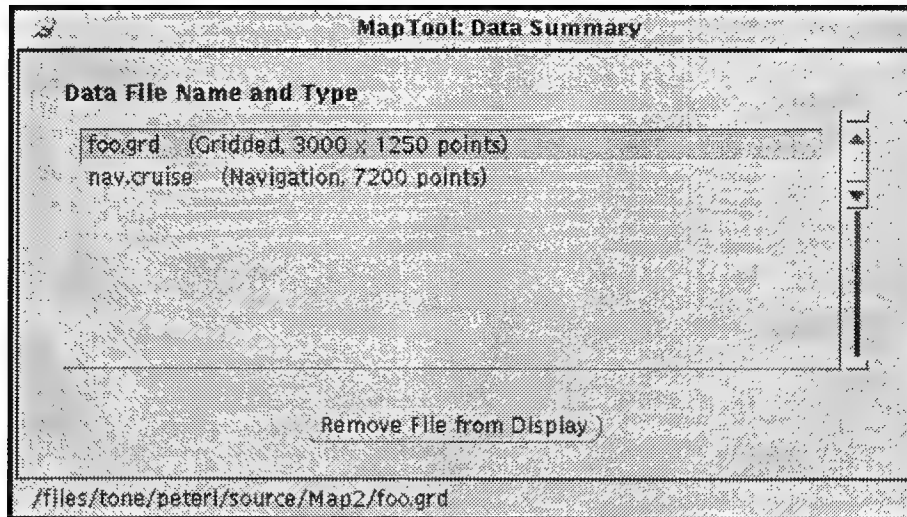 MapTool: Data Summary
Data File Name and Type
foo.grd (Gridded, 3000 x 1250 points)
nav.cruise (Navigation, 7200 points)
Remove File from Display
/files/tone/peteri/source/Map2/foo.grd